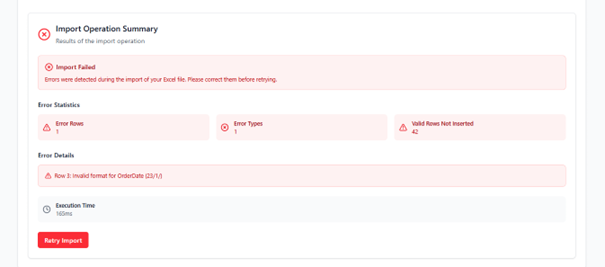 Import Operation Summary
Results of the import operation
Import Failed
Errors were detected during the import of your Excel file. Please correct them before retrying.
Error Statistics
Error Rows
1
Error Types
1
Valid Rows Not Inserted
42
Error Details
Row 3: Invalid format for OrderDate (23/1/)
Execution Time
165ms
Retry Import